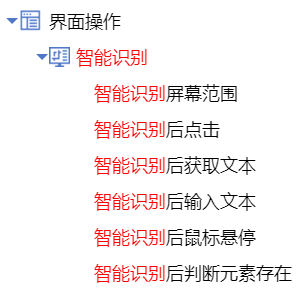 界面操作
智能识别
智能识别屏幕范围
智能识别后点击
智能识别后获取文本
智能识别后输入文本
智能识别后鼠标悬停
智能识别后判断元素存在